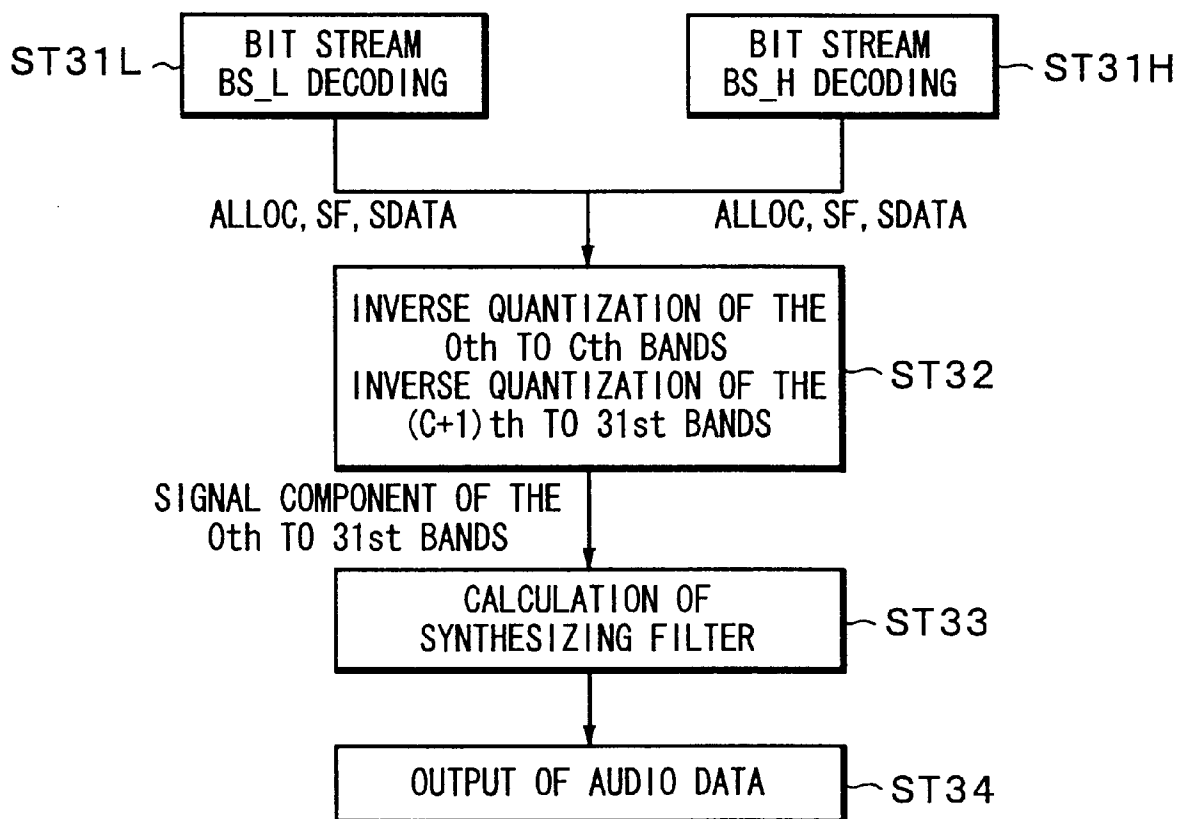 ST31L
BIT STREAM
BS_L DECODING
BIT STREAM
BS_H DECODING
ST31H
ALLOC, SF, SDATA
ALLOC, SF, SDATA
INVERSE QUANTIZATION OF THE
0th TO Cth BANDS
INVERSE QUANTIZATION OF THE
(C+1)th TO 31st BANDS
ST32
SIGNAL COMPONENT OF THE
0th TO 31st BANDS
CALCULATION OF
SYNTHESIZING FILTER
ST33
OUTPUT OF AUDIO DATA
ST34